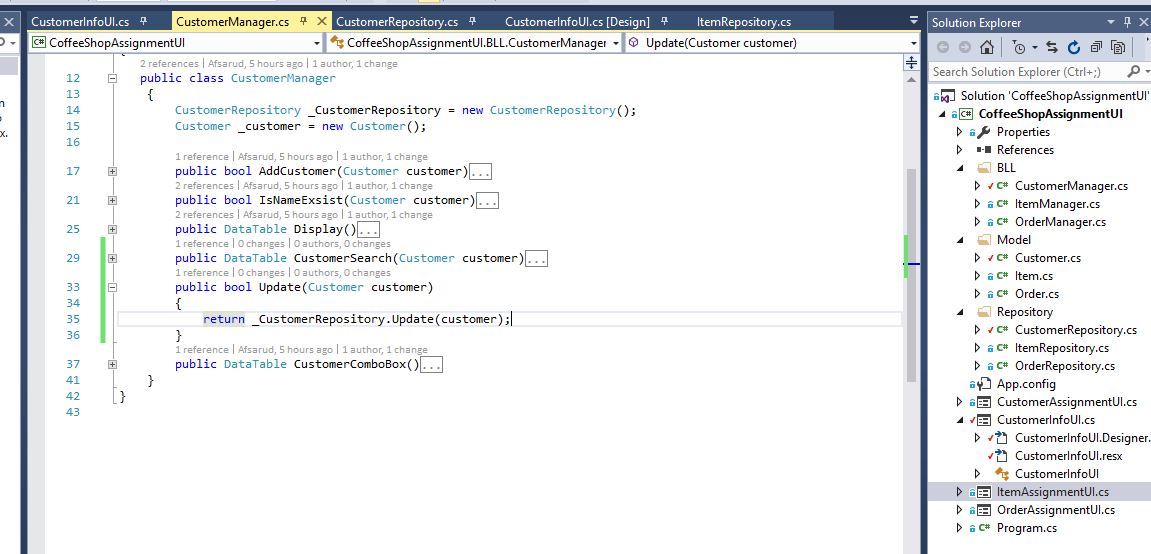 CustomerInfoUI.cs
CustomerManager.cs
CustomerRepository.cs
CustomerInfoUI.cs [Design]
ItemRepository.cs
CoffeeShopAssignmentUI
CoffeeShopAssignmentUI.BLL.CustomerManager
Update(Customer customer)
2 references | Afsarud, 5 hours ago | 1 author, 1 change
12 public class CustomerManager
13 {
14 CustomerRepository _CustomerRepository = new CustomerRepository();
15 Customer _customer = new Customer();
16
1 reference | Afsarud, 5 hours ago | 1 author, 1 change
17 public bool AddCustomer(Customer customer)...
2 references | Afsarud, 5 hours ago | 1 author, 1 change
21 public bool IsNameExsist(Customer customer)...
2 references | Afsarud, 5 hours ago | 1 author, 1 change
25 public DataTable Display()...
1 reference | 0 changes | 0 authors, 0 changes
29 public DataTable CustomerSearch(Customer customer)...
1 reference | 0 changes | 0 authors, 0 changes
33 public bool Update(Customer customer)
34 {
35 return _CustomerRepository.Update(customer);
36 }
1 reference | Afsarud, 5 hours ago | 1 author, 1 change
37 public DataTable CustomerComboBox()...
41 }
42 }
43
Solution Explorer
Search Solution Explorer (Ctrl+;)
Solution 'CoffeeShopAssignmentUI'
CoffeeShopAssignmentUI
Properties
References
BLL
CustomerManager.cs
ItemManager.cs
OrderManager.cs
Model
Customer.cs
Item.cs
Order.cs
Repository
CustomerRepository.cs
ItemRepository.cs
OrderRepository.cs
App.config
CustomerAssignmentUI.cs
CustomerInfoUI.cs
CustomerInfoUI.Designer.
CustomerInfoUI.resx
CustomerInfoUI
ItemAssignmentUI.cs
OrderAssignmentUI.cs
Program.cs